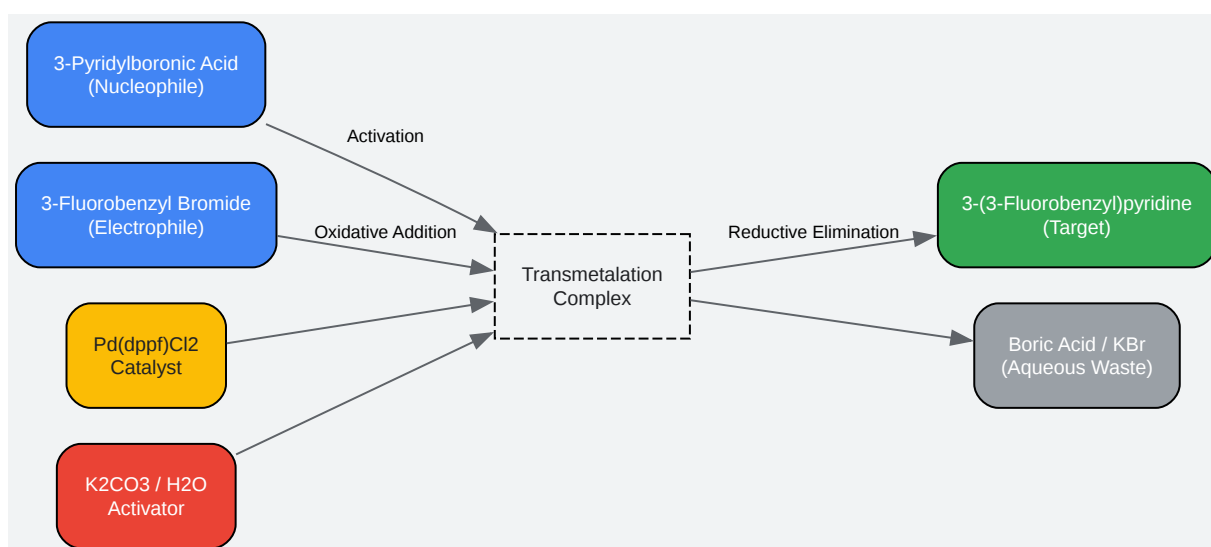 3-Pyridylboronic Acid
(Nucleophile)
Activation
3-Fluorobenzyl Bromide
(Electrophile)
Oxidative Addition
Transmetalation
Complex
Reductive Elimination
3-(3-Fluorobenzyl)pyridine
(Target)
Pd(dppf)Cl2
Catalyst
Boric Acid / KBr
(Aqueous Waste)
K2CO3 / H2O
Activator